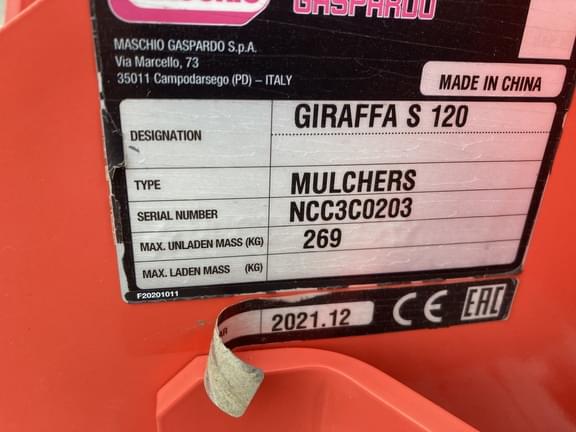 GASPARDO
MASCHIO GASPARDO S.p.A.
Via Marcello, 73
35011 Campodarsego (PD) – ITALY
MADE IN CHINA
DESIGNATION GIRAFFA S 120
TYPE MULCHERS
SERIAL NUMBER NCC3C0203
MAX. UNLADEN MASS (KG) 269
MAX. LADEN MASS (KG)
F20201011
2021.12 CE EAC